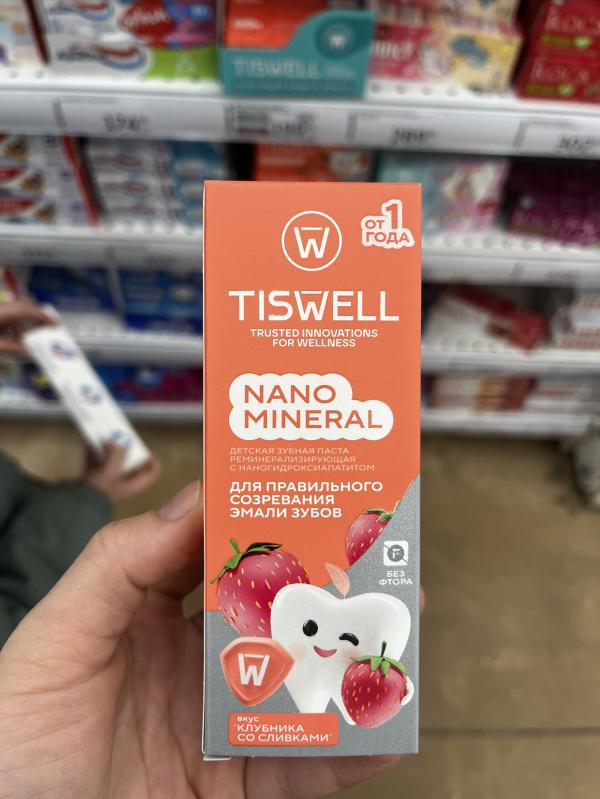 TISWELL
ОТ 1
ГОДА
TISWELL
TRUSTED INNOVATIONS
FOR WELLNESS
NANO
MINERAL
ДЕТСКАЯ ЗУБНАЯ ПАСТА
РЕМИНЕРАЛИЗИРУЮЩАЯ
С НАНОГИДРОКСИАПАТИТОМ
ДЛЯ ПРАВИЛЬНОГО
СОЗРЕВАНИЯ
ЭМАЛИ ЗУБОВ
F
БЕЗ
ФТОРА
W
ВКУС
"КЛУБНИКА
СО СЛИВКАМИ"